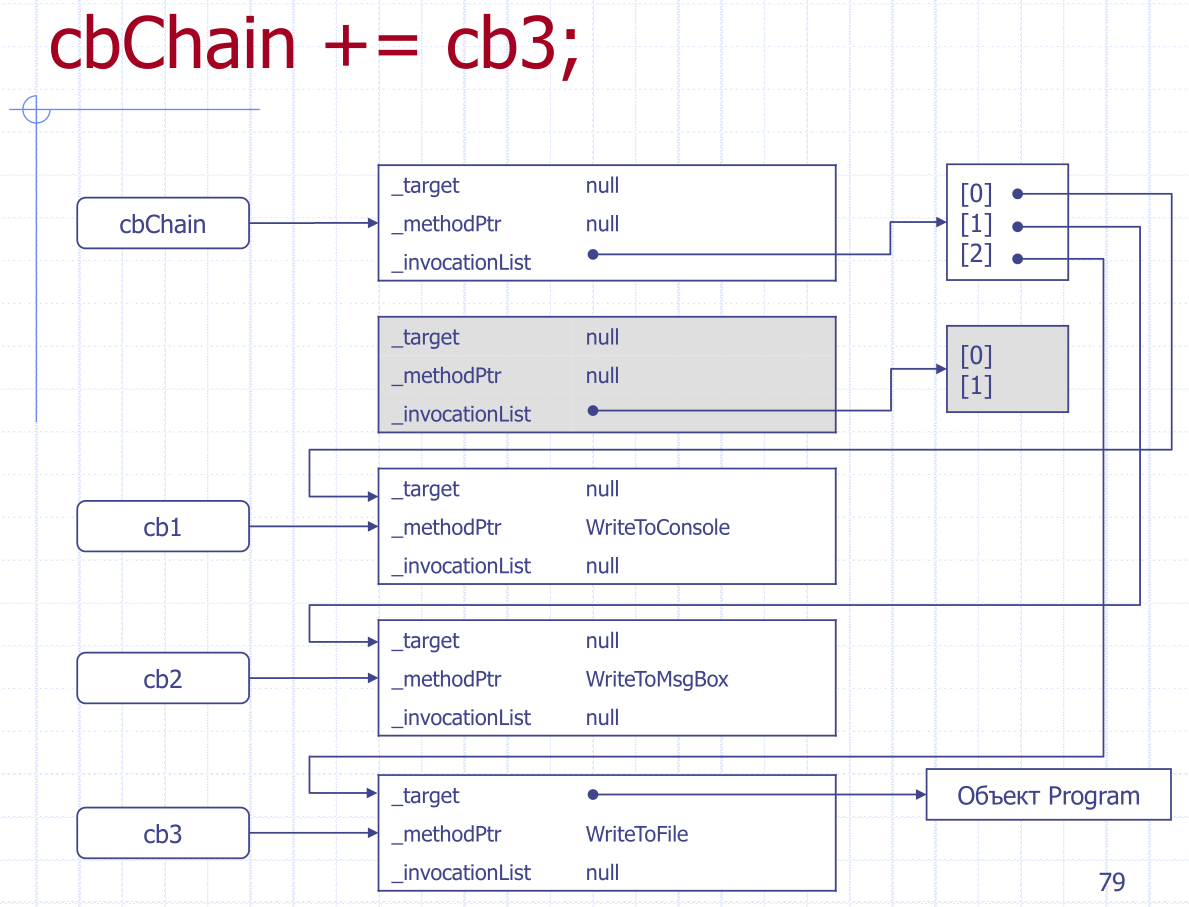 cbChain += cb3;
cbChain
_target null
_methodPtr null
_invocationList
[0]
[1]
[2]
_target null
_methodPtr null
_invocationList
[0]
[1]
cb1
_target null
_methodPtr WriteToConsole
_invocationList null
cb2
_target null
_methodPtr WriteToMsgBox
_invocationList null
cb3
_target
_methodPtr WriteToFile
_invocationList null
Объект Program
79